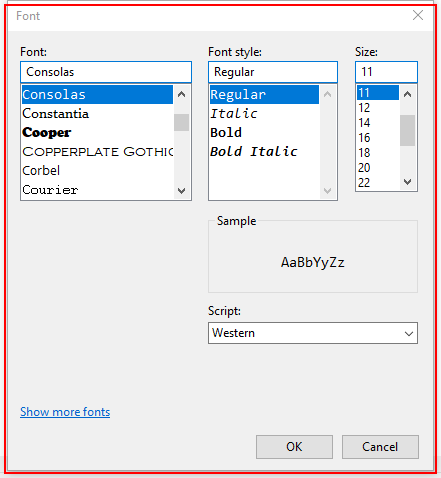 Font
Font: Font style: Size:
Consolas Regular 11
Consolas Regular 11
Constantia Italic 12
Cooper Bold 14
Copperplate Gothic Bold Italic 16
Corbel 18
Courier 20
22
Sample
AaBbYyZz
Script:
Western
Show more fonts
OK Cancel